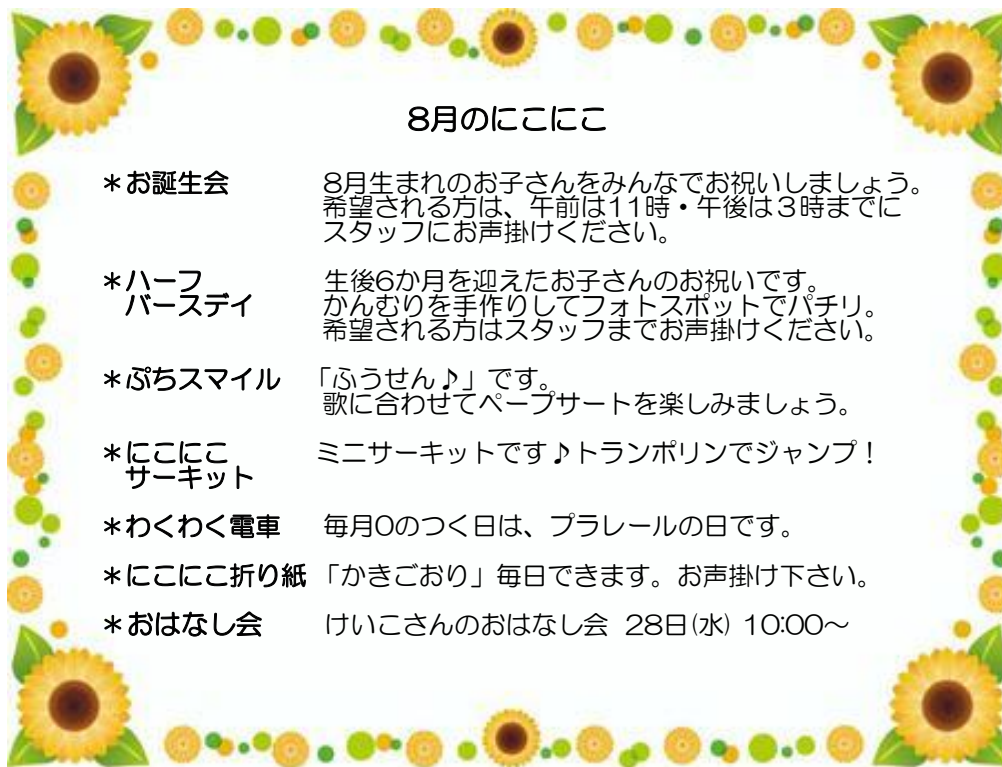 8月のにこにこ
＊お誕生会 8月生まれのお子さんをみんなでお祝いしましょう。
希望される方は、午前は11時・午後は３時までに
スタッフにお声掛けください。
＊ハーフ 生後6か月を迎えたお子さんのお祝いです。
バースデイ かんむりを手作りしてフォトスポットでパチリ。
希望される方はスタッフまでお声掛けください。
＊ぷちスマイル 「ふうせん♪」です。
歌に合わせてペープサートを楽しみましょう。
＊にこにこ ミニサーキットです♪トランポリンでジャンプ！
サーキット
＊わくわく電車 毎月0のつく日は、プラレールの日です。
＊にこにこ折り紙 「かきごおり」毎日できます。お声掛け下さい。
＊おはなし会 けいこさんのおはなし会 28日(水) 10:00～